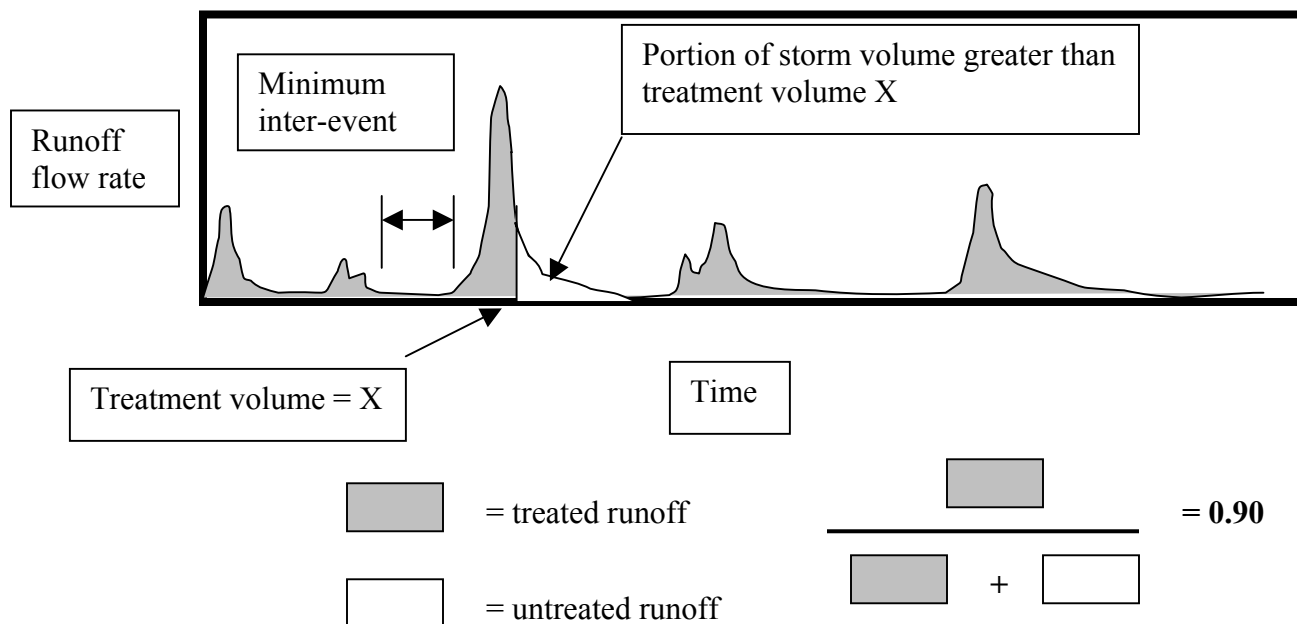 Portion of storm volume greater than
treatment volume X
Minimum
inter-event
Runoff
flow rate
Treatment volume = X
Time
= treated runoff
= 0.90
+
= untreated runoff